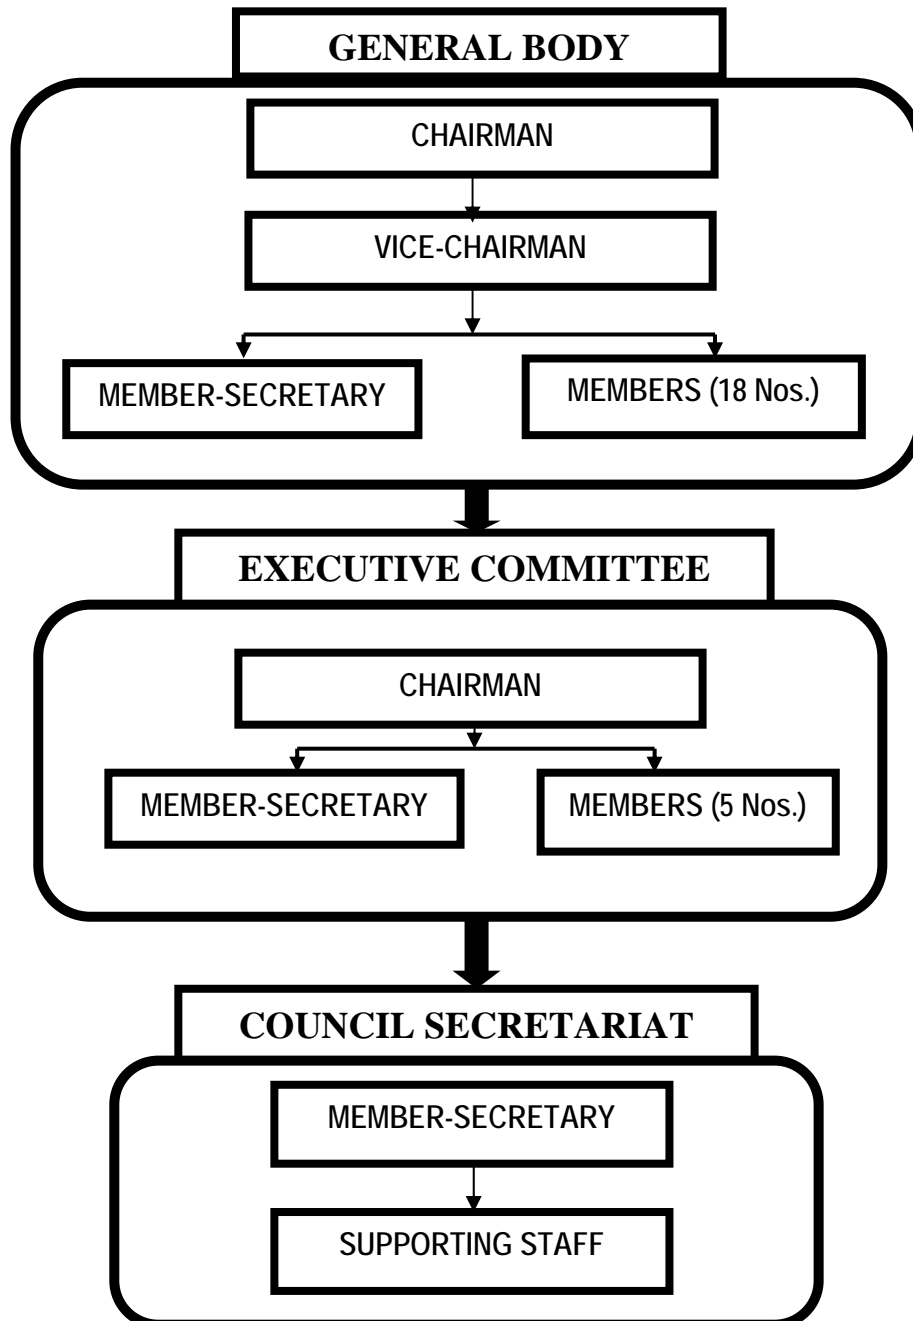 GENERAL BODY
CHAIRMAN
VICE-CHAIRMAN
MEMBER-SECRETARY
MEMBERS (18 Nos.)
EXECUTIVE COMMITTEE
CHAIRMAN
MEMBER-SECRETARY
MEMBERS (5 Nos.)
COUNCIL SECRETARIAT
MEMBER-SECRETARY
SUPPORTING STAFF